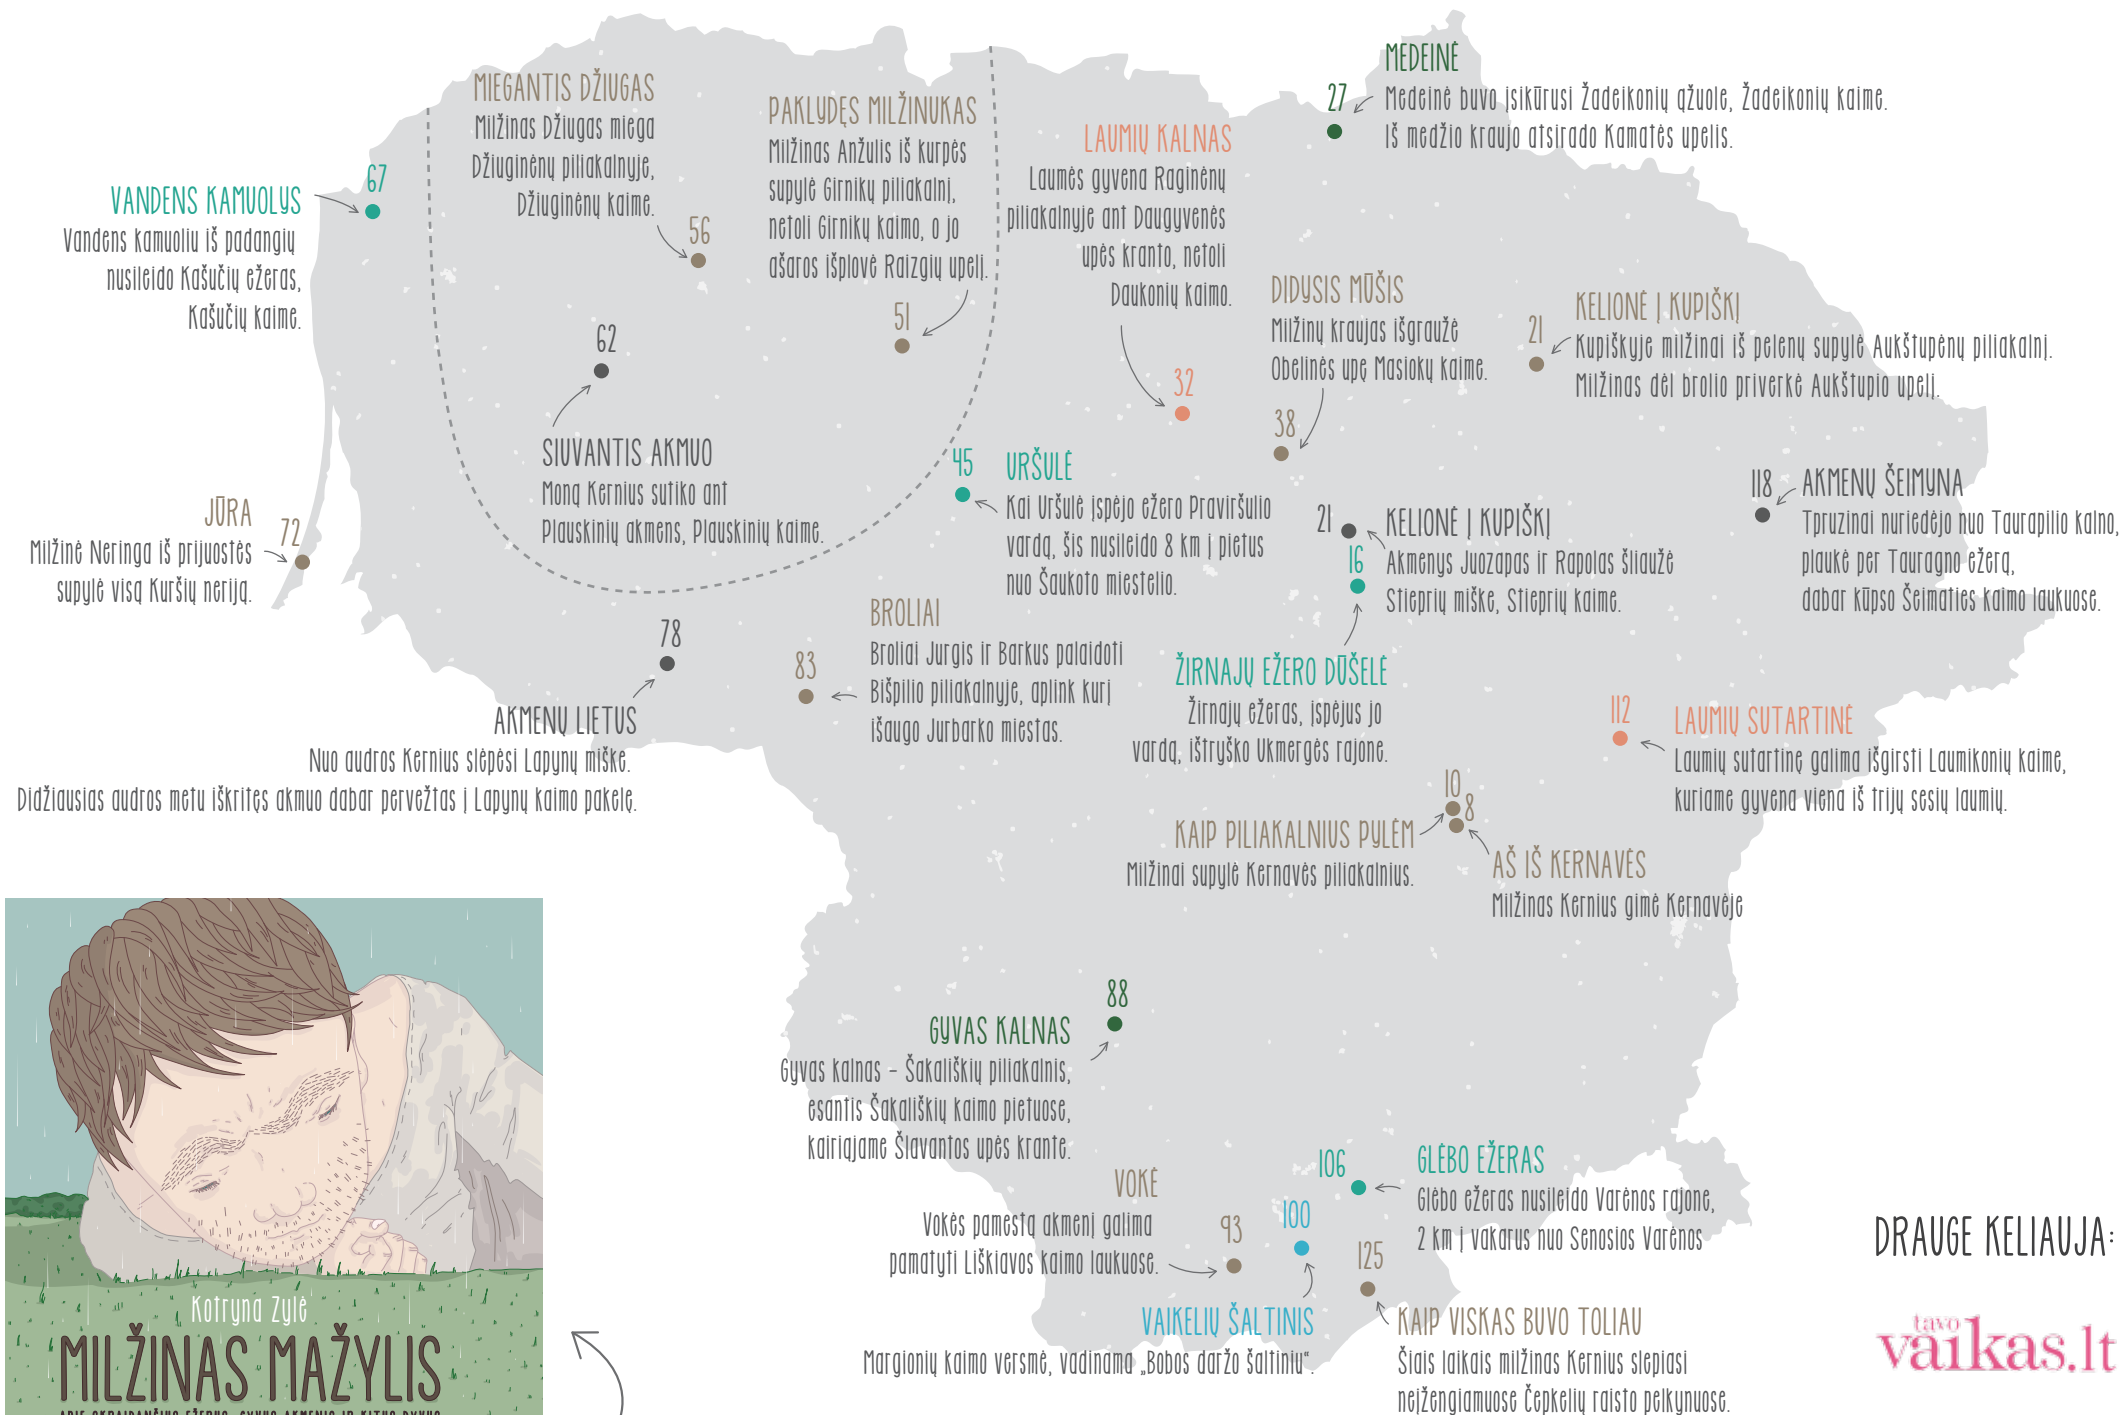 MEDEINĖ
27
Medeinė buvo įsikūrusi Žadeikonių ąžuole, Žadeikonių kaime.
Iš medžio kraujo atsirado Kamatės upelis.
MIEGANTIS DŽIUGAS
Milžinas Džiugas miega
Džiuginėnų piliakalnyje,
Džiuginėnų kaime.
56
PAKLYDĘS MILŽINUKAS
Milžinas Anžulis iš kurpės
supylė Girnikų piliakalnį,
netoli Girnikų kaimo, o jo
ašaros išplovė Raizgių upelį.
51
LAUMIŲ KALNAS
Laumės gyvena Raginėnų
piliakalnyje ant Daugyvenės
upės kranto, netoli
Daukonių kaimo.
32
67
VANDENS KAMUOLYS
Vandens kamuoliu iš padangių
nusileido Kašučių ežeras,
Kašučių kaime.
DIDYSIS MŪŠIS
Milžinų kraujas išgraužė
Obelinės upę Masiokų kaime.
38
21
KELIONĖ Į KUPIŠKĮ
Kupiškyje milžinai iš pelenų supylė Aukštupėnų piliakalnį.
Milžinas dėl brolio priverkė Aukštupio upelį.
62
SIUVANTIS AKMUO
Moną Kernius sutiko ant
Plauskinių akmens, Plauskinių kaime.
45
URŠULĖ
Kai Uršulė įspėjo ežero Praviršulio
vardą, šis nusileido 8 km į pietus
nuo Šaukoto miestelio.
118
AKMENŲ ŠEIMYNA
Tpruzinai nuriedėjo nuo Taurapilio kalno,
plaukė per Tauragno ežerą,
dabar kūpso Šeimaties kaimo laukuose.
JŪRA
72
Milžinė Neringa iš prijuostės
supylė visą Kuršių neriją.
21
KELIONĖ Į KUPIŠKĮ
Akmenys Juozapas ir Rapolas šliaužė
Stieprių miške, Stieprių kaime.
16
ŽIRNAJŲ EŽERO DŪŠELĖ
Žirnajų ežeras, įspėjus jo
vardą, ištryško Ukmergės rajone.
78
AKMENŲ LIETUS
Nuo audros Kernius slėpėsi Lapynų miške.
Didžiausias audros metu iškritęs akmuo dabar pervežtas į Lapynų kaimo pakelę.
83
BROLIAI
Broliai Jurgis ir Barkus palaidoti
Bišpilio piliakalnyje, aplink kurį
išaugo Jurbarko miestas.
112
LAUMIŲ SUTARTINĖ
Laumių sutartinę galima išgirsti Laumikonių kaime,
kuriame gyvena viena iš trijų sesių laumių.
10
8
KAIP PILIAKALNIUS PYLĖM
Milžinai supylė Kernavės piliakalnius.
AŠ IŠ KERNAVĖS
Milžinas Kernius gimė Kernavėje
88
GYVAS KALNAS
Gyvas kalnas – Šakališkių piliakalnis,
esantis Šakališkių kaimo pietuose,
kairiajame Šlavantos upės krante.
106
GLĖBO EŽERAS
Glėbo ežeras nusileido Varėnos rajone,
2 km į vakarus nuo Senosios Varėnos
VOKĖ
Vokės pamestą akmenį galima
pamatyti Liškiavos kaimo laukuose.
93
100
VAIKELIŲ ŠALTINIS
Margionių kaimo versmė, vadinama „Bobos daržo šaltiniu“.
125
KAIP VISKAS BUVO TOLIAU
Šiais laikais milžinas Kernius slepiasi
neįžengiamuose Čepkelių raisto pelkynuose.
Kotryna Zylė
MILŽINAS MAŽYLIS
APIE SKRAIDANČIUS EŽERUS, GYVUS AKMENIS IR KITUS DYVUS
DRAUGE KELIAUJA:
tavo
vaikas.lt